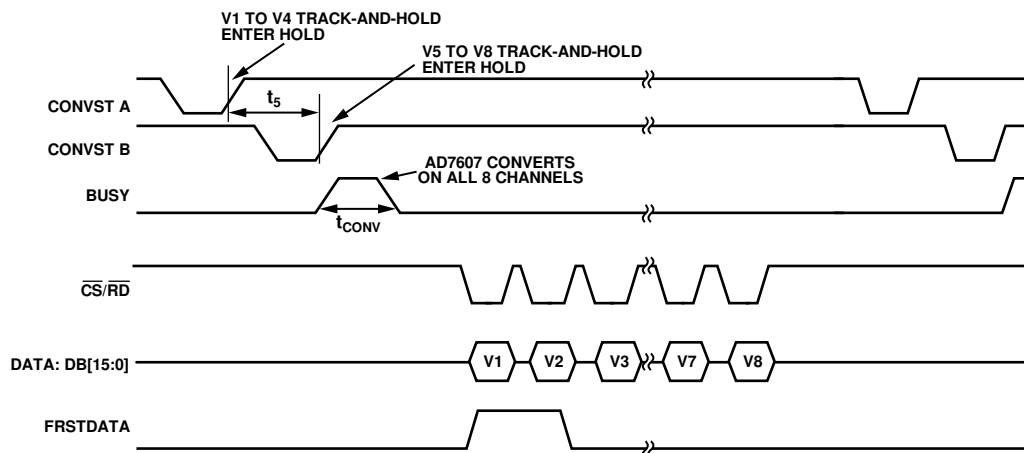 V1 TO V4 TRACK-AND-HOLD
ENTER HOLD
V5 TO V8 TRACK-AND-HOLD
ENTER HOLD
CONVST A
t5
CONVST B
AD7607 CONVERTS
ON ALL 8 CHANNELS
BUSY
tCONV
CS/RD
DATA: DB[15:0]
V1
V2
V3
V7
V8
FRSTDATA